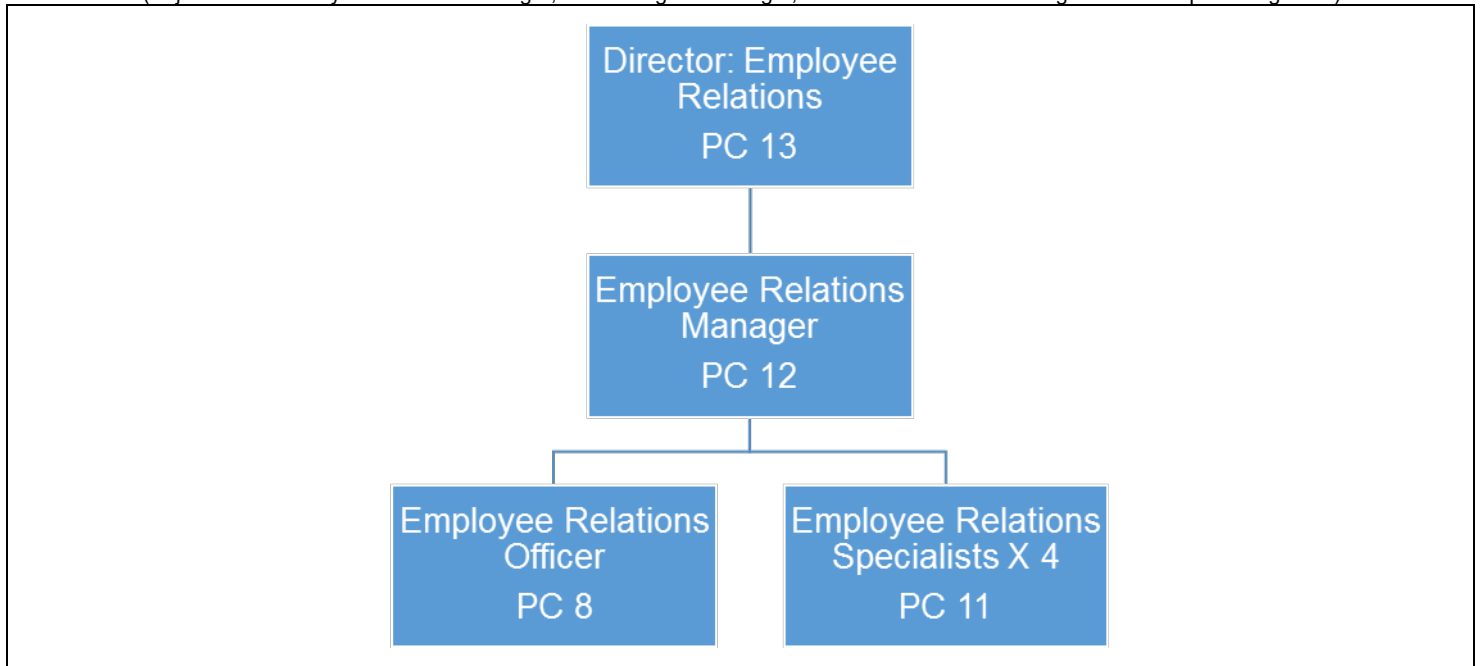 Director: Employee
Relations
PC 13
Employee Relations
Manager
PC 12
Employee Relations
Officer
PC 8
Employee Relations
Specialists X 4
PC 11